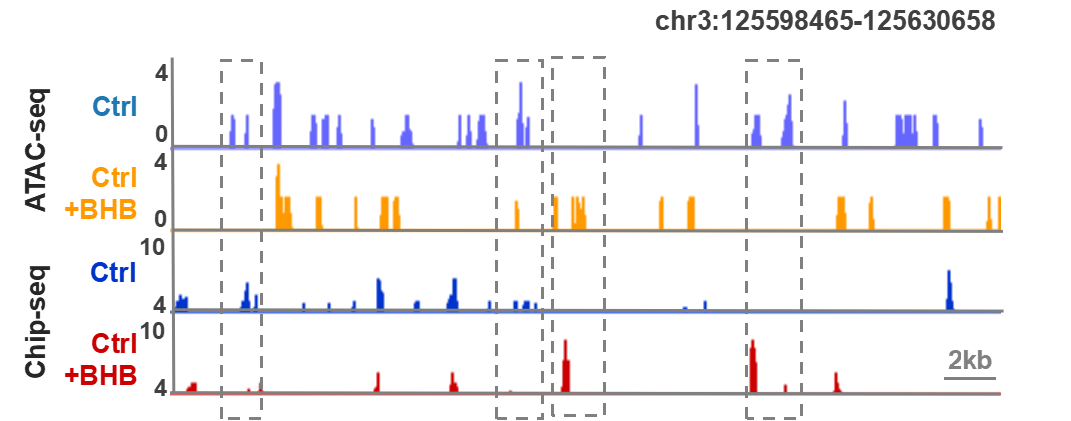 chr3:125598465-125630658
ATAC-seq
Ctrl
4
0
Ctrl
+BHB
4
0
Chip-seq
Ctrl
10
4
Ctrl
+BHB
10
4
2kb